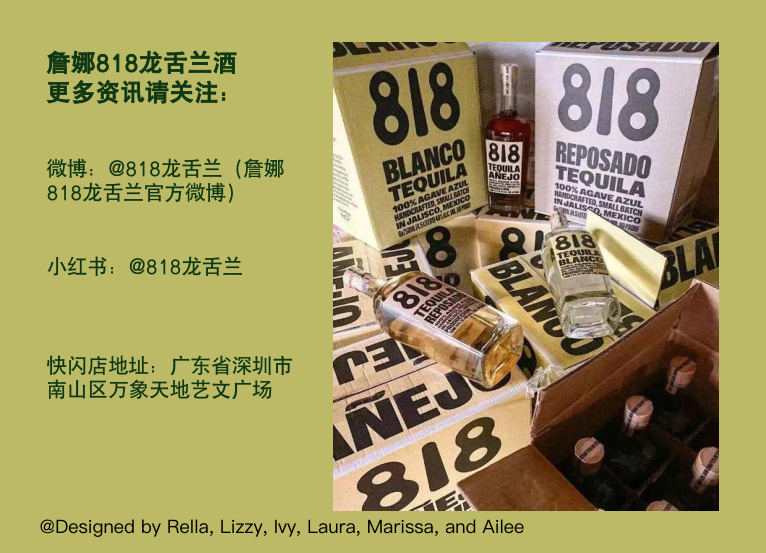 詹娜818龙舌兰酒
更多资讯请关注：
微博：@818龙舌兰（詹娜
818龙舌兰官方微博）
小红书：@818龙舌兰
快闪店地址：广东省深圳市
南山区万象天地艺文广场
BLANCO
REPOSADO
818
BLANCO
TEQUILA
100% AGAVE AZUL
HANDCRAFTED, SMALL BATCH
IN JALISCO, MEXICO
818
TEQUILA
AÑEJO
818
REPOSADO
TEQUILA
100% AGAVE AZUL
HANDCRAFTED, SMALL BATCH
IN JALISCO, MEXICO
818
81
818
TEQUILA
BLANCO
818
TEQUILA
REPOSADO
BLANCO
BLAN
AÑEJO
818
@Designed by Rella, Lizzy, Ivy, Laura, Marissa, and Ailee